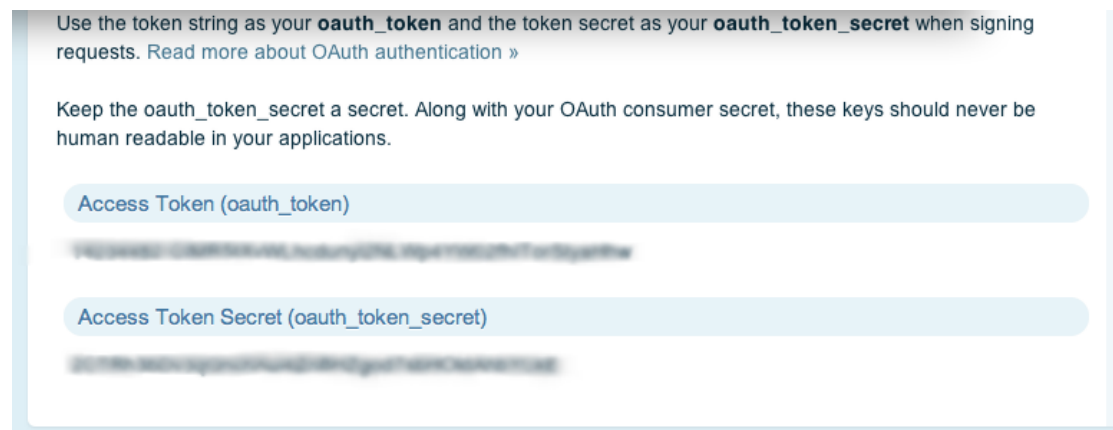 Use the token string as your oauth_token and the token secret as your oauth_token_secret when signing
requests. Read more about OAuth authentication »
Keep the oauth_token_secret a secret. Along with your OAuth consumer secret, these keys should never be
human readable in your applications.
Access Token (oauth_token)
Access Token Secret (oauth_token_secret)